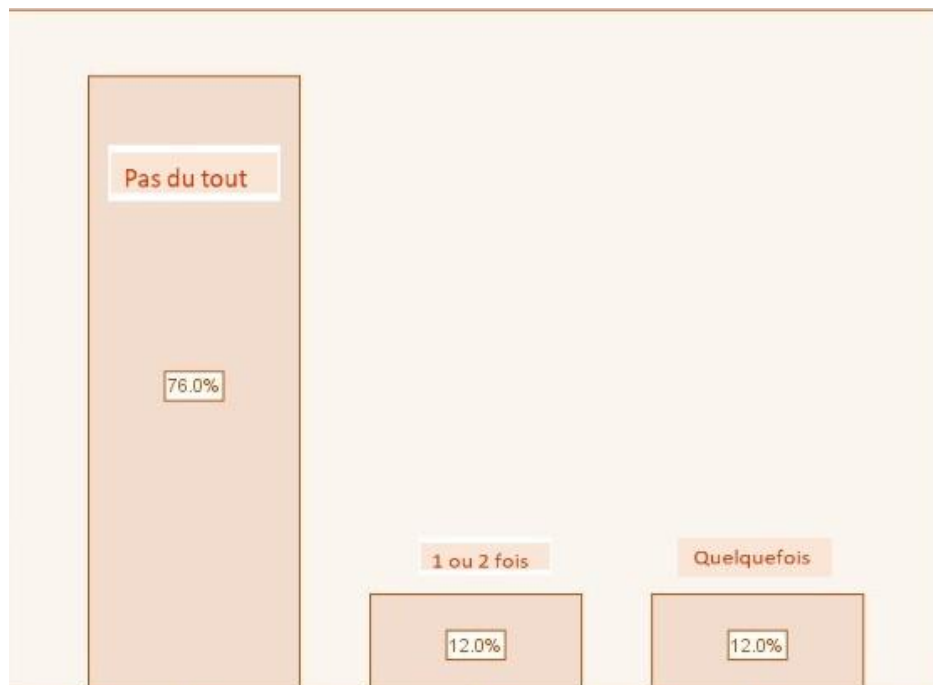 Pas du tout
76.0%
1 ou 2 fois
12.0%
Quelquefois
12.0%